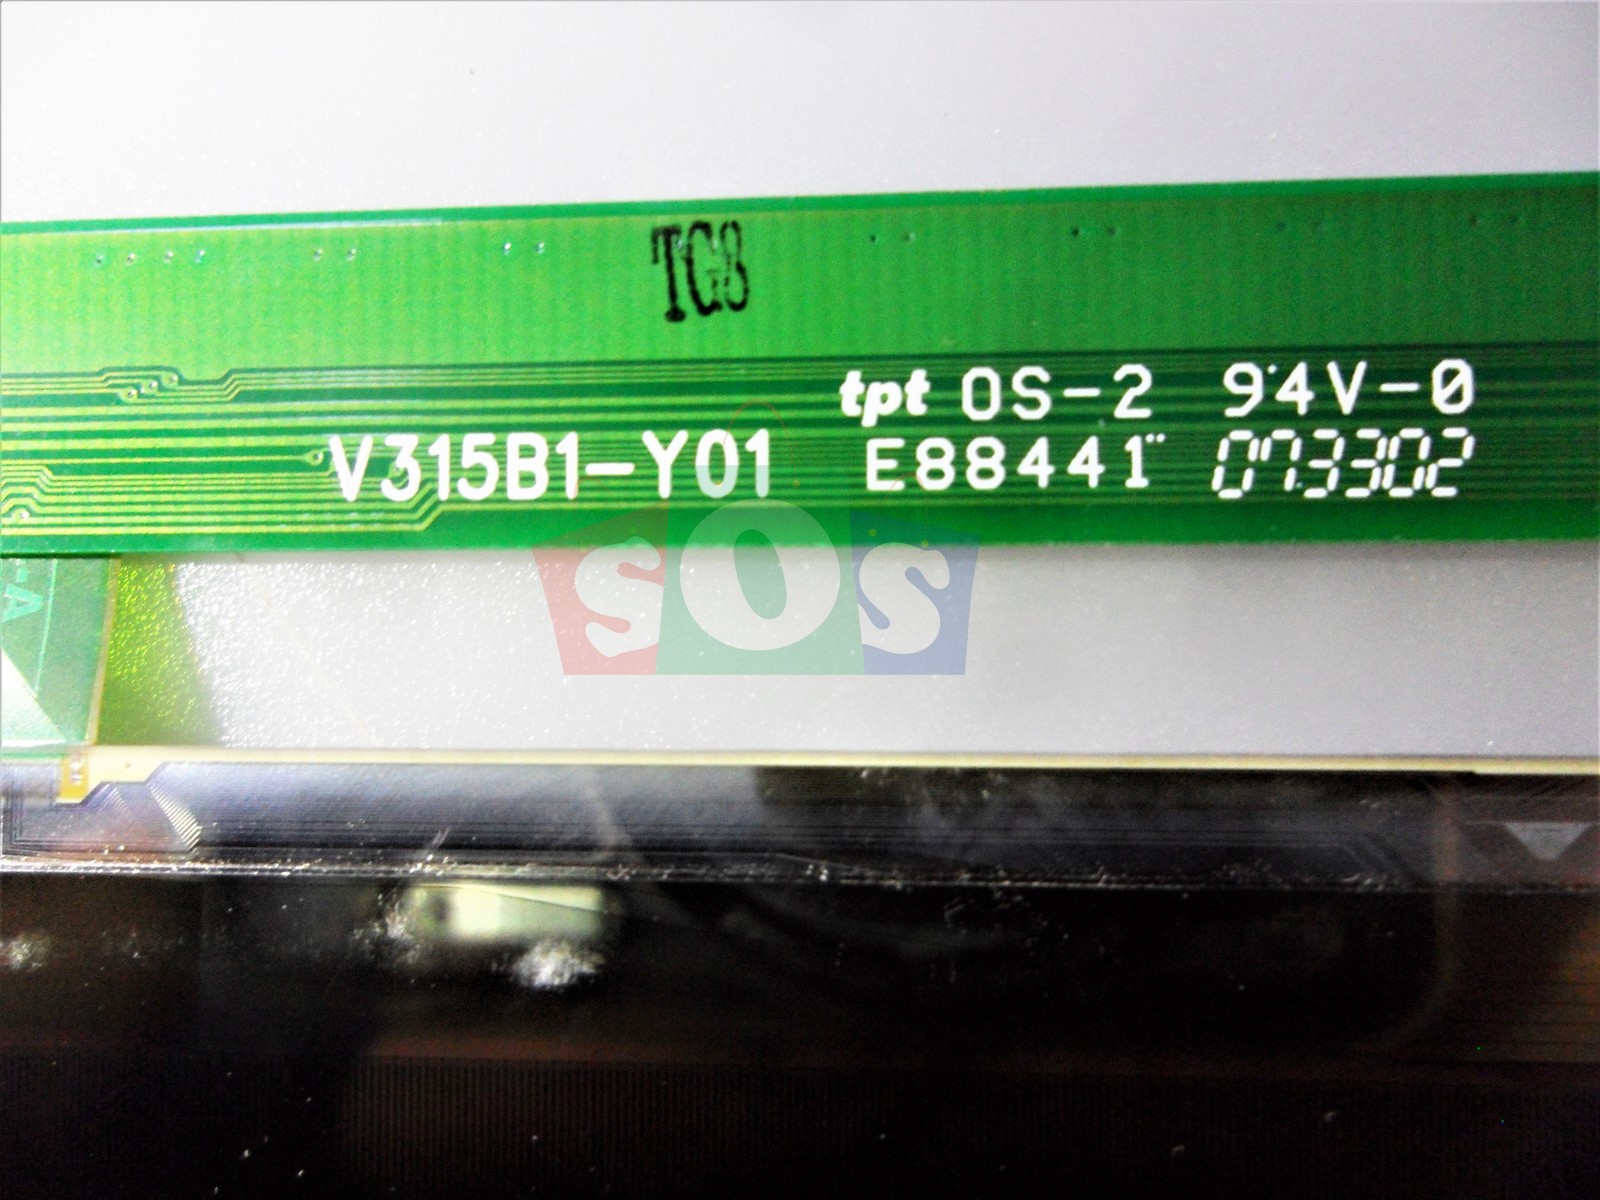 TG8
tpt OS-2 94V-0
V315B1-Y01 E88441 073302
sOs
-A